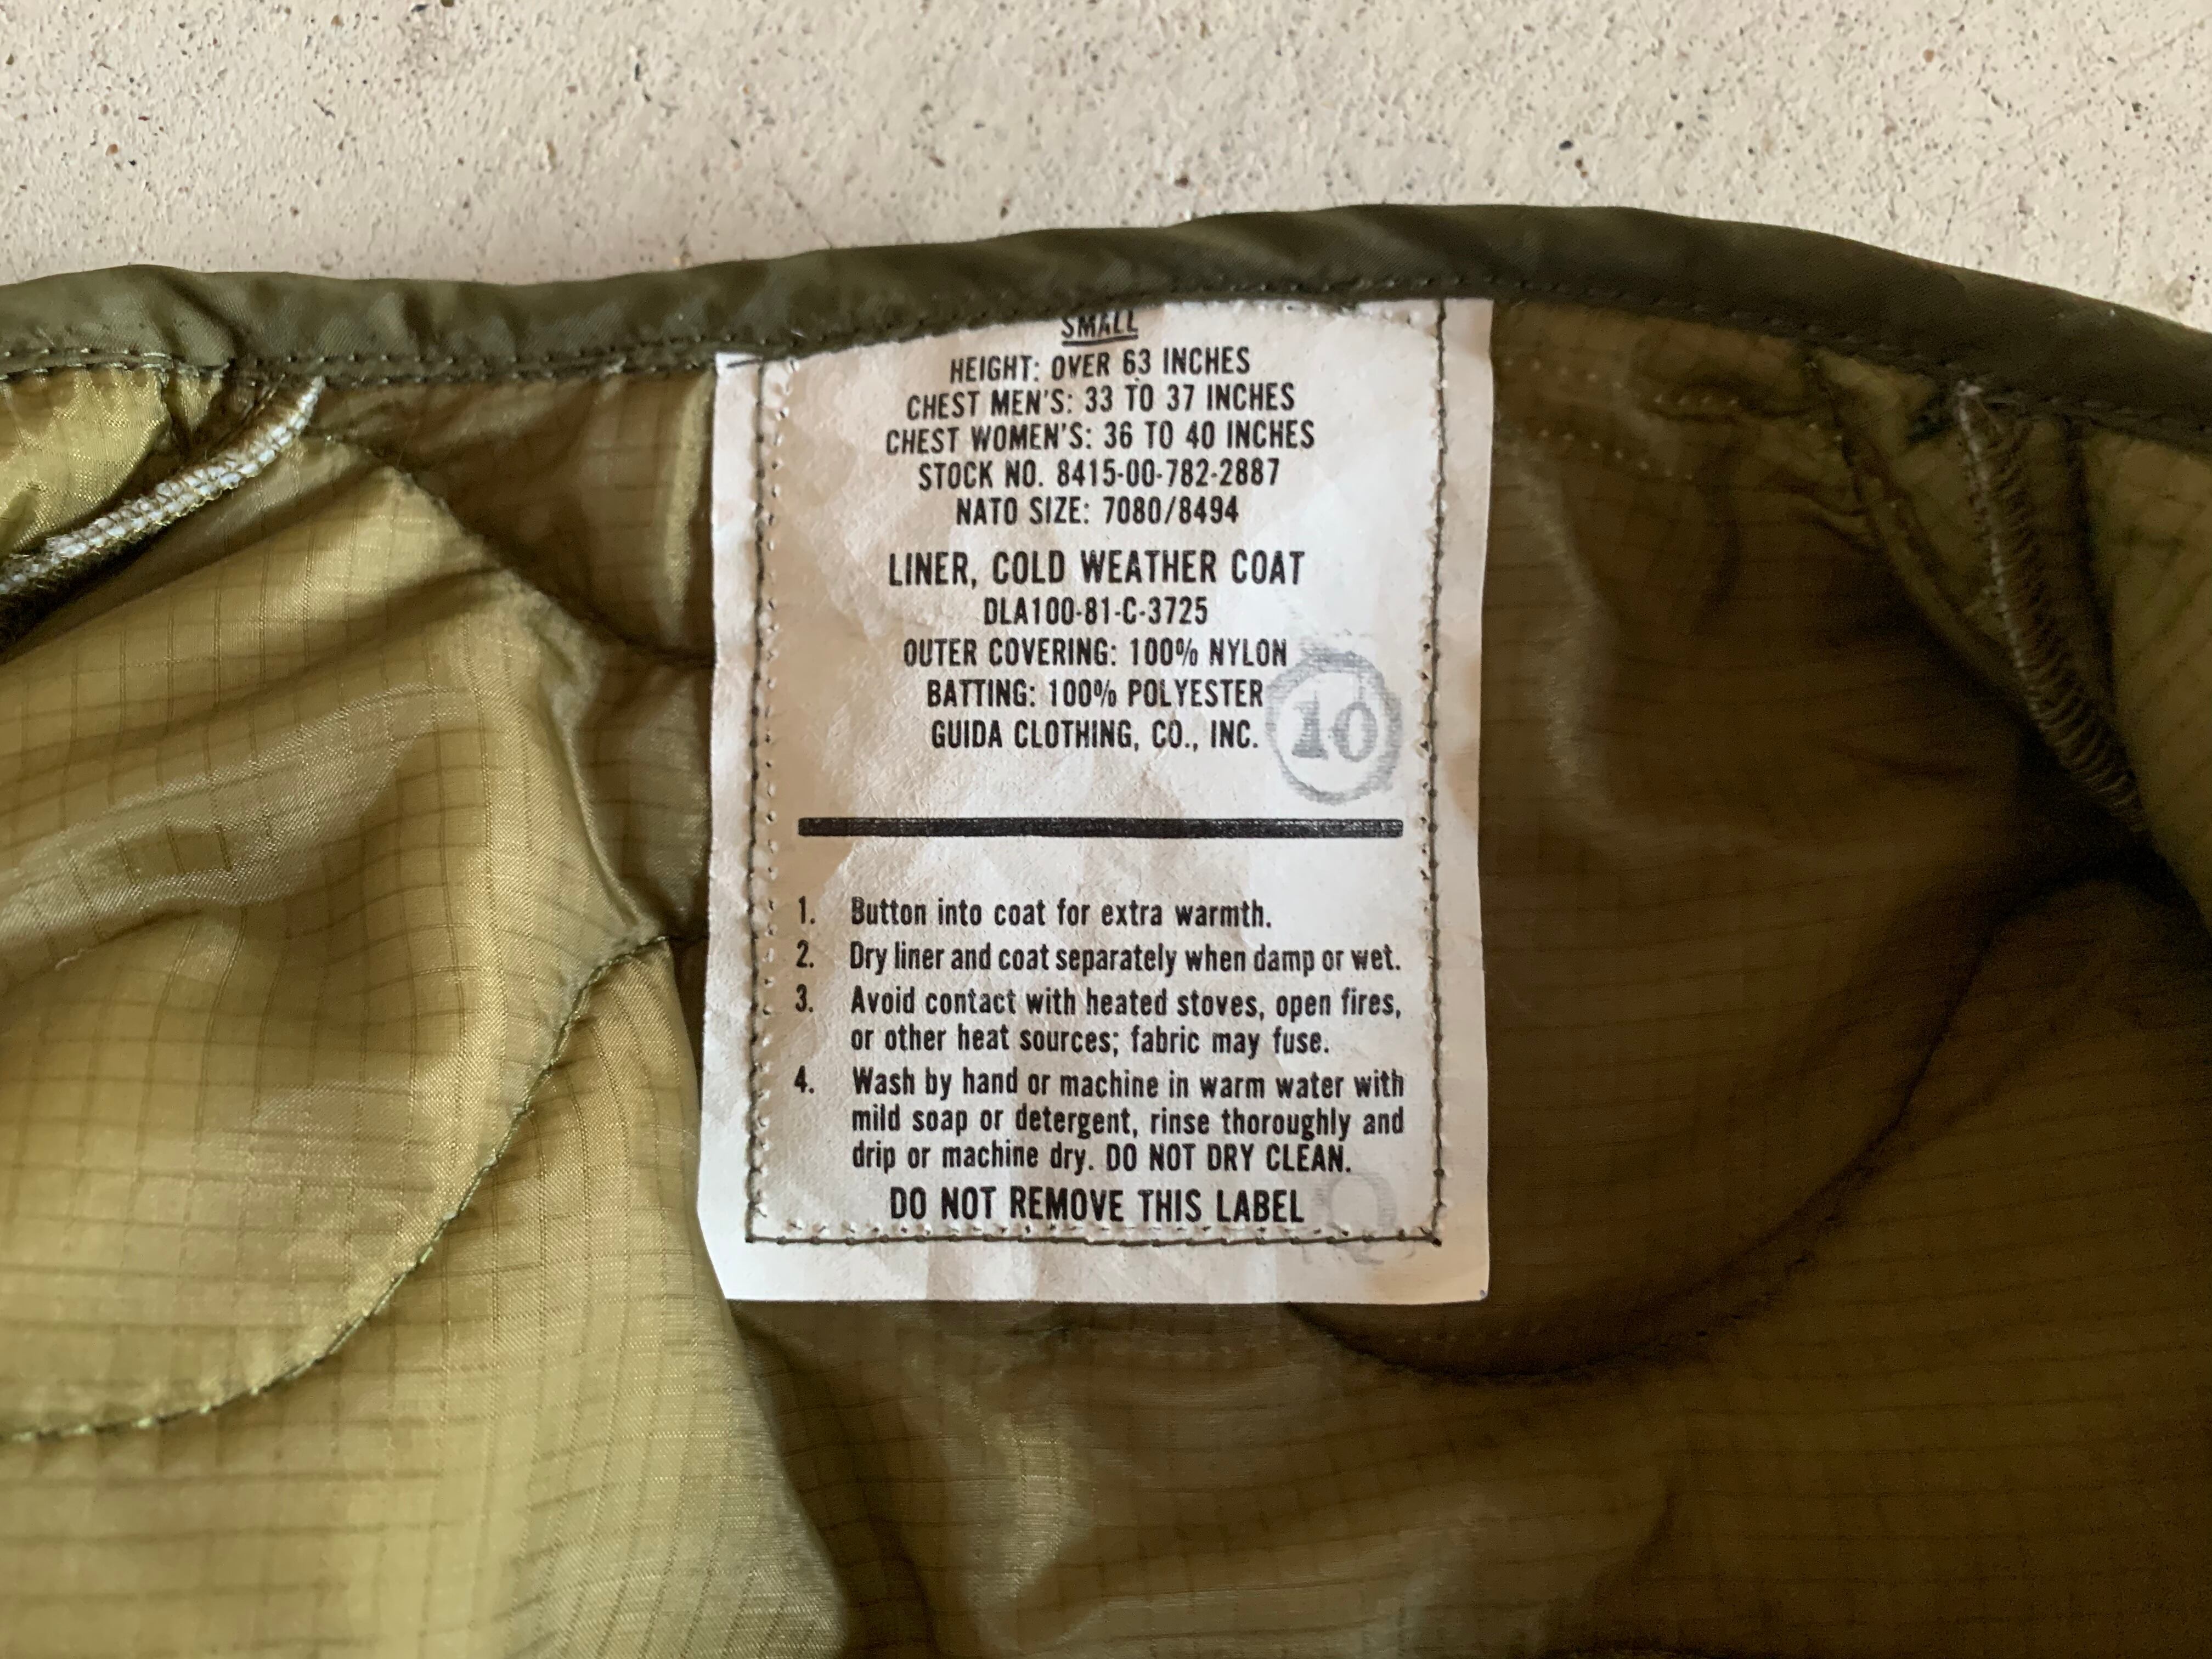 SMALL
HEIGHT: OVER 63 INCHES
CHEST MEN'S: 33 TO 37 INCHES
CHEST WOMEN'S: 36 TO 40 INCHES
STOCK NO. 8415-00-782-2887
NATO SIZE: 7080/8494
LINER, COLD WEATHER COAT
DLA100-81-C-3725
OUTER COVERING: 100% NYLON
BATTING: 100% POLYESTER
GUIDA CLOTHING, CO., INC.
10
1. Button into coat for extra warmth.
2. Dry liner and coat separately when damp or wet.
3. Avoid contact with heated stoves, open fires,
or other heat sources; fabric may fuse.
4. Wash by hand or machine in warm water with
mild soap or detergent, rinse thoroughly and
drip or machine dry. DO NOT DRY CLEAN.
DO NOT REMOVE THIS LABEL